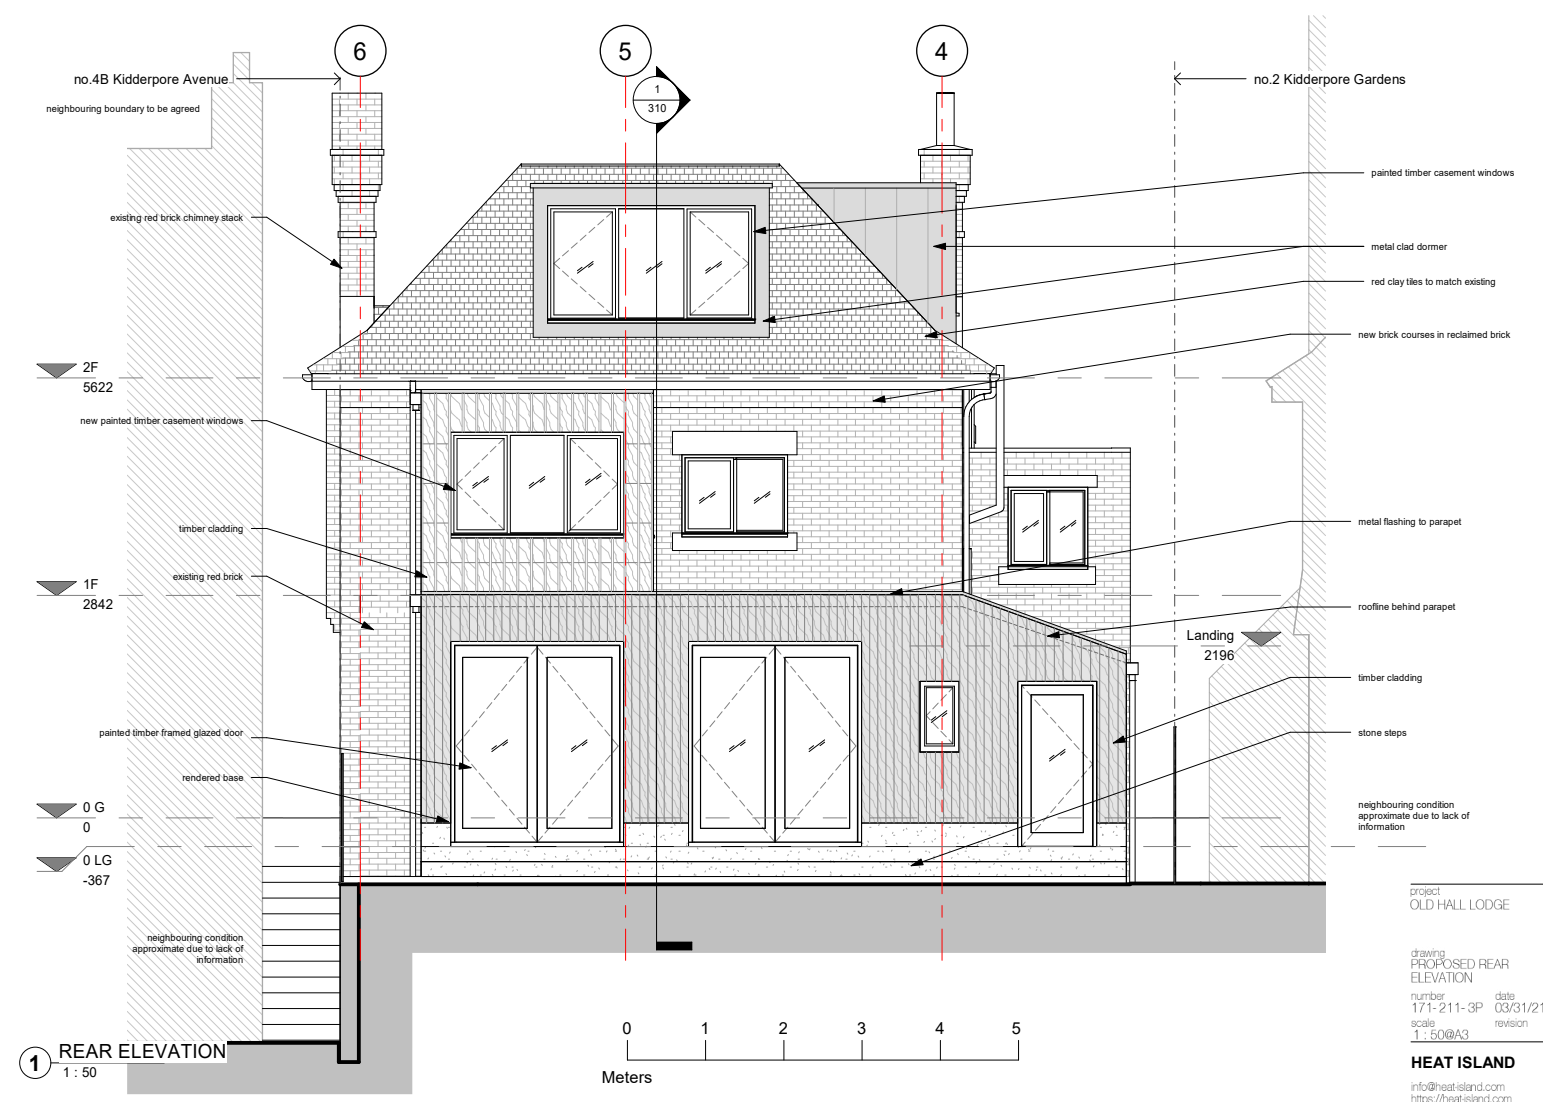 6
5
4
no.4B Kidderpore Avenue
neighbouring boundary to be agreed
1
310
no.2 Kidderpore Gardens
painted timber casement windows
existing red brick chimney stack
metal clad dormer
red clay tiles to match existing
new brick courses in reclaimed brick
2F
5622
new painted timber casement windows
timber cladding
metal flashing to parapet
existing red brick
1F
2842
roofline behind parapet
Landing
2196
timber cladding
painted timber framed glazed door
stone steps
rendered base
0 G
0
neighbouring condition
approximate due to lack of
information
0 LG
-367
neighbouring condition
approximate due to lack of
information
project
OLD HALL LODGE
drawing
PROPOSED REAR
ELEVATION
number date
171-211-3P 03/31/21
scale revision
1 : 50@A3
HEAT ISLAND
info@heat-island.com
https://heat-island.com
0 1 2 3 4 5
Meters
1 REAR ELEVATION
1 : 50